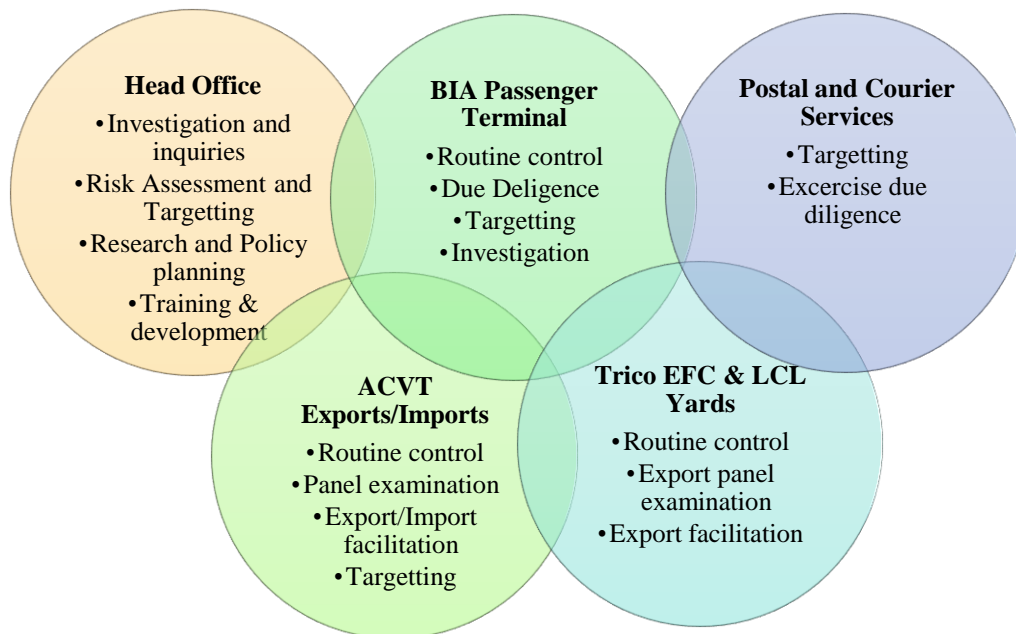 Head Office
•Investigation and
inquiries
•Risk Assessment and
Targetting
•Research and Policy
planning
•Training &
development
BIA Passenger
Terminal
•Routine control
•Due Deligence
•Targetting
•Investigation
Postal and Courier
Services
•Targetting
•Excercise due
diligence
ACVT
Exports/Imports
•Routine control
•Panel examination
•Export/Import
facilitation
•Targetting
Trico EFC & LCL
Yards
•Routine control
•Export panel
examination
•Export facilitation